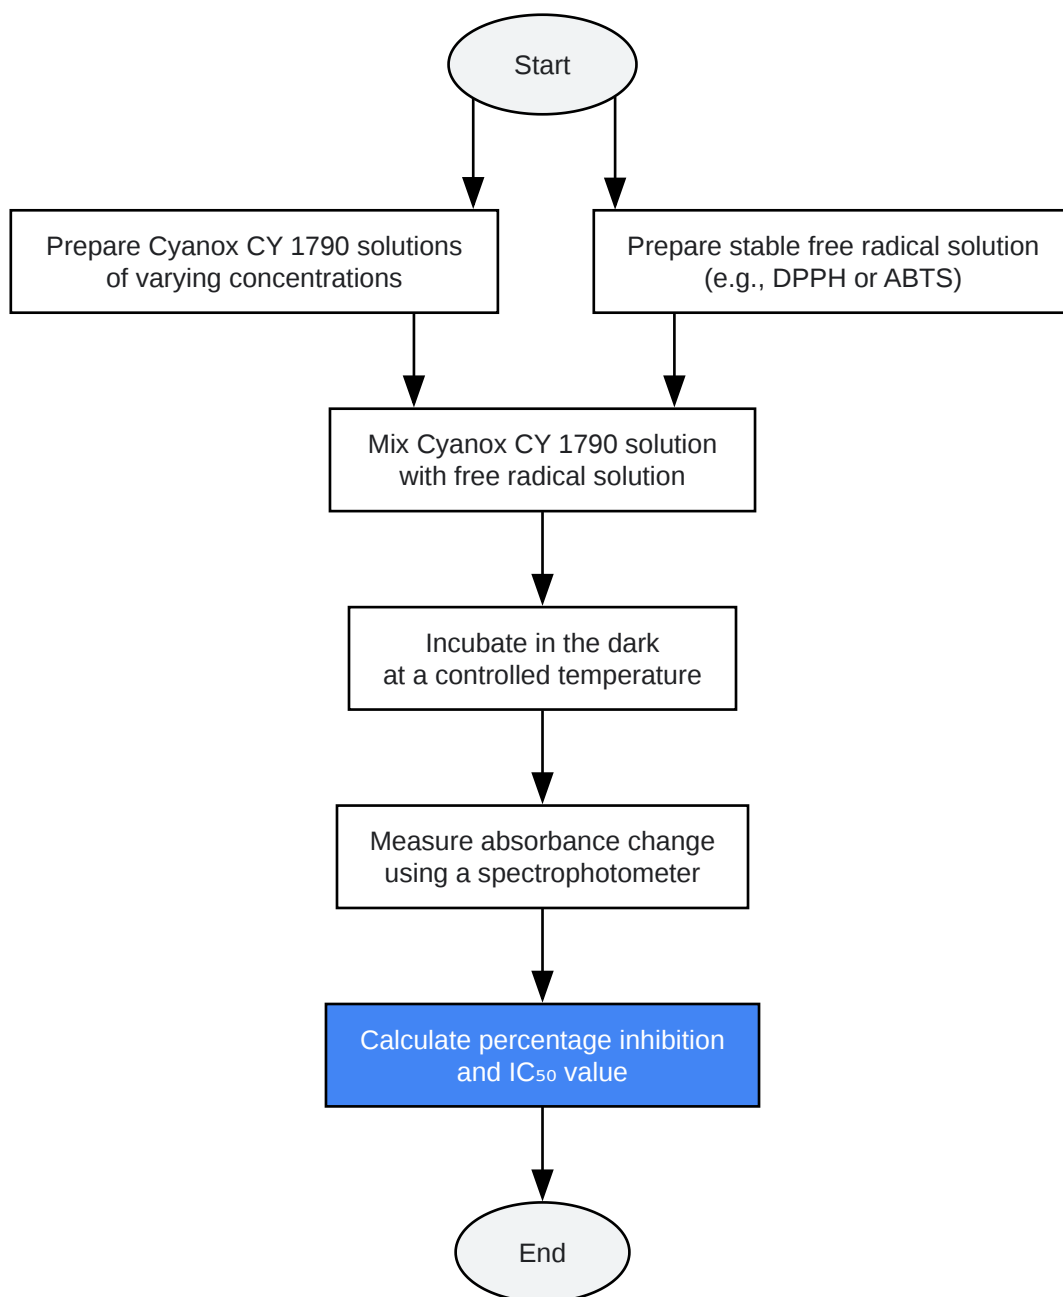 Start
Prepare Cyanox CY 1790 solutions
of varying concentrations
Prepare stable free radical solution
(e.g., DPPH or ABTS)
Mix Cyanox CY 1790 solution
with free radical solution
Incubate in the dark
at a controlled temperature
Measure absorbance change
using a spectrophotometer
Calculate percentage inhibition
and IC₅₀ value
End